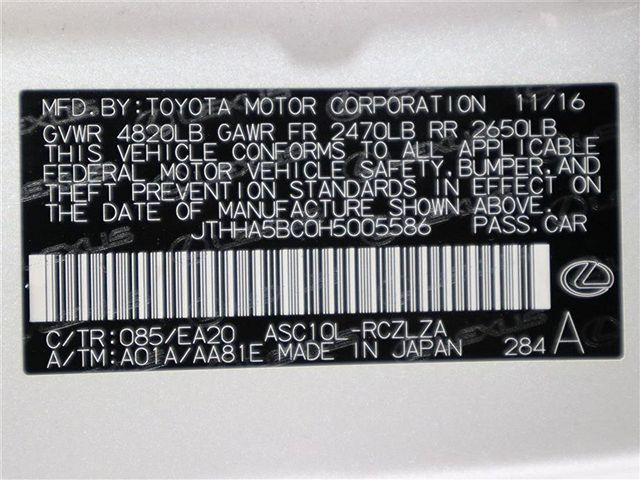 MFD.BY:TOYOTA MOTOR CORPORATION 11/16
GVWR 4820LB GAWR FR 2470LB RR 2650LB
THIS VEHICLE CONFORMS TO ALL APPLICABLE
FEDERAL MOTOR VEHICLE SAFETY,BUMPER,AND
THEFT PREVENTION STANDARDS IN EFFECT ON
THE DATE OF MANUFACTURE SHOWN ABOVE.
JTHHA5BC0H5005586 PASS.CAR
C/TR:085/EA20 ASC10L-RCZLZA
A/TM:A01A/AA81E MADE IN JAPAN 284 A